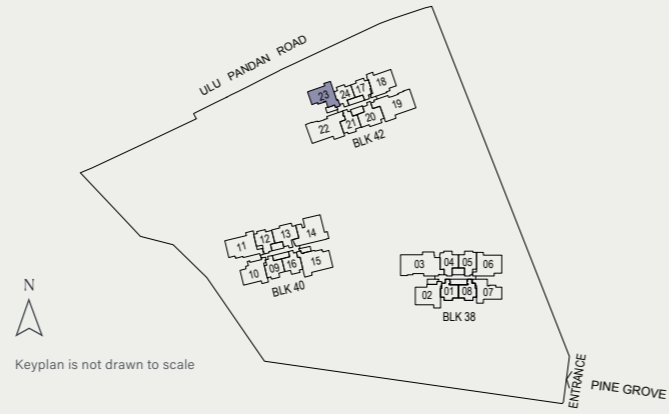 ULU PANDAN ROAD
23 24 17 18
22 21 20 19
BLK 42
11 12 13 14
10 09 16 15
BLK 40
03 04 05 06
02 01 08 07
BLK 38
N
Keyplan is not drawn to scale
ENTRANCE
PINE GROVE